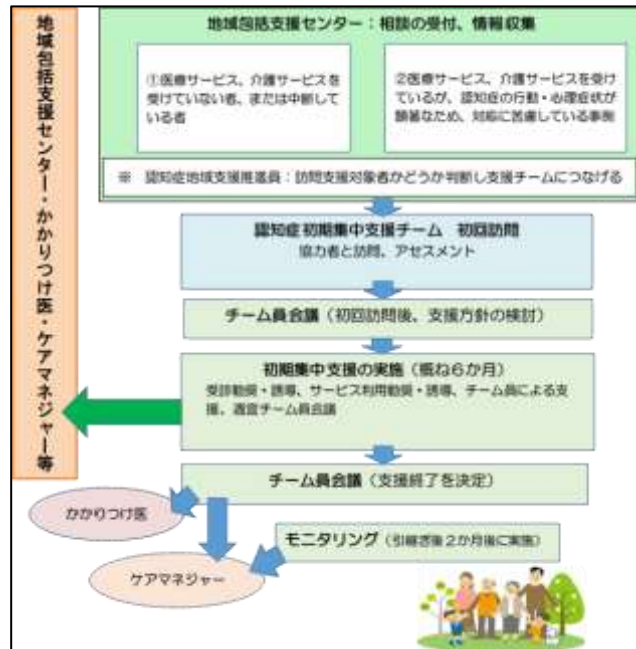 地域包括支援センター・かかりつけ医・ケアマネジャー等
地域包括支援センター：相談の受付、情報収集
①医療サービス、介護サービスを
受けていない者、または中断して
いる者
②医療サービス、介護サービスを受け
ているが、認知症の行動・心理症状が
顕著なため、対応に苦慮している事例
※　認知症地域支援推進員：訪問支援対象者かどうか判断し支援チームにつなげる
認知症初期集中支援チーム　初回訪問
協力者と訪問、アセスメント
チーム員会議（初回訪問後、支援方針の検討）
初期集中支援の実施（概ね６か月）
受診勧奨・誘導、サービス利用勧奨・誘導、チーム員による支
援、適宜チーム員会議
チーム員会議（支援終了を決定）
かかりつけ医
モニタリング（引継ぎ後２か月後に実施）
ケアマネジャー